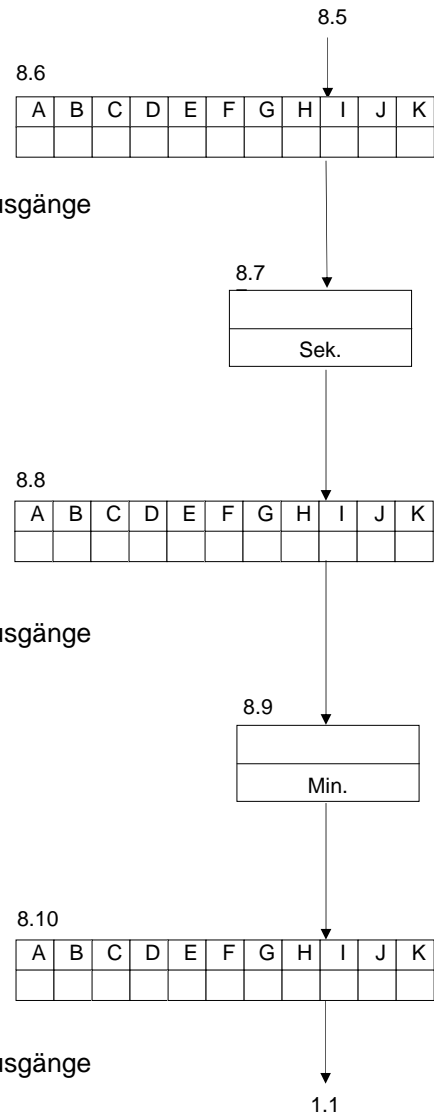 8.5
8.6
A B C D E F G H I J K
usgänge
8.7
Sek.
8.8
A B C D E F G H I J K
usgänge
8.9
Min.
8.10
A B C D E F G H I J K
usgänge
1.1